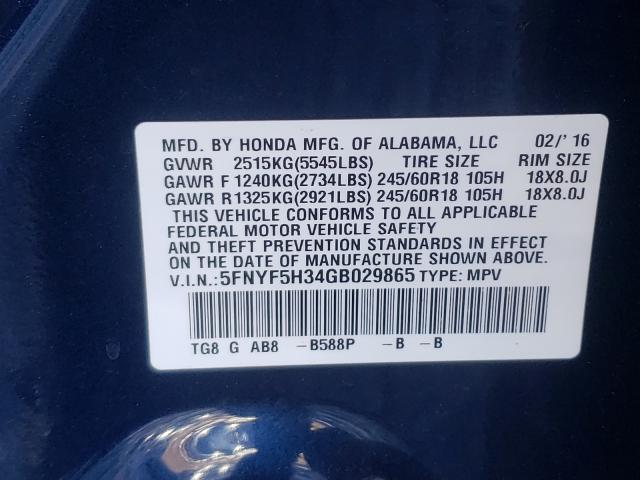 MFD. BY HONDA MFG. OF ALABAMA, LLC 02/'16
GVWR 2515KG(5545LBS) TIRE SIZE RIM SIZE
GAWR F 1240KG(2734LBS) 245/60R18 105H 18X8.0J
GAWR R1325KG(2921LBS) 245/60R18 105H 18X8.0J
THIS VEHICLE CONFORMS TO ALL APPLICABLE
FEDERAL MOTOR VEHICLE SAFETY
AND THEFT PREVENTION STANDARDS IN EFFECT
ON THE DATE OF MANUFACTURE SHOWN ABOVE.
V.I.N.:5FNYF5H34GB029865 TYPE: MPV
TG8 G AB8 -B588P -B -B